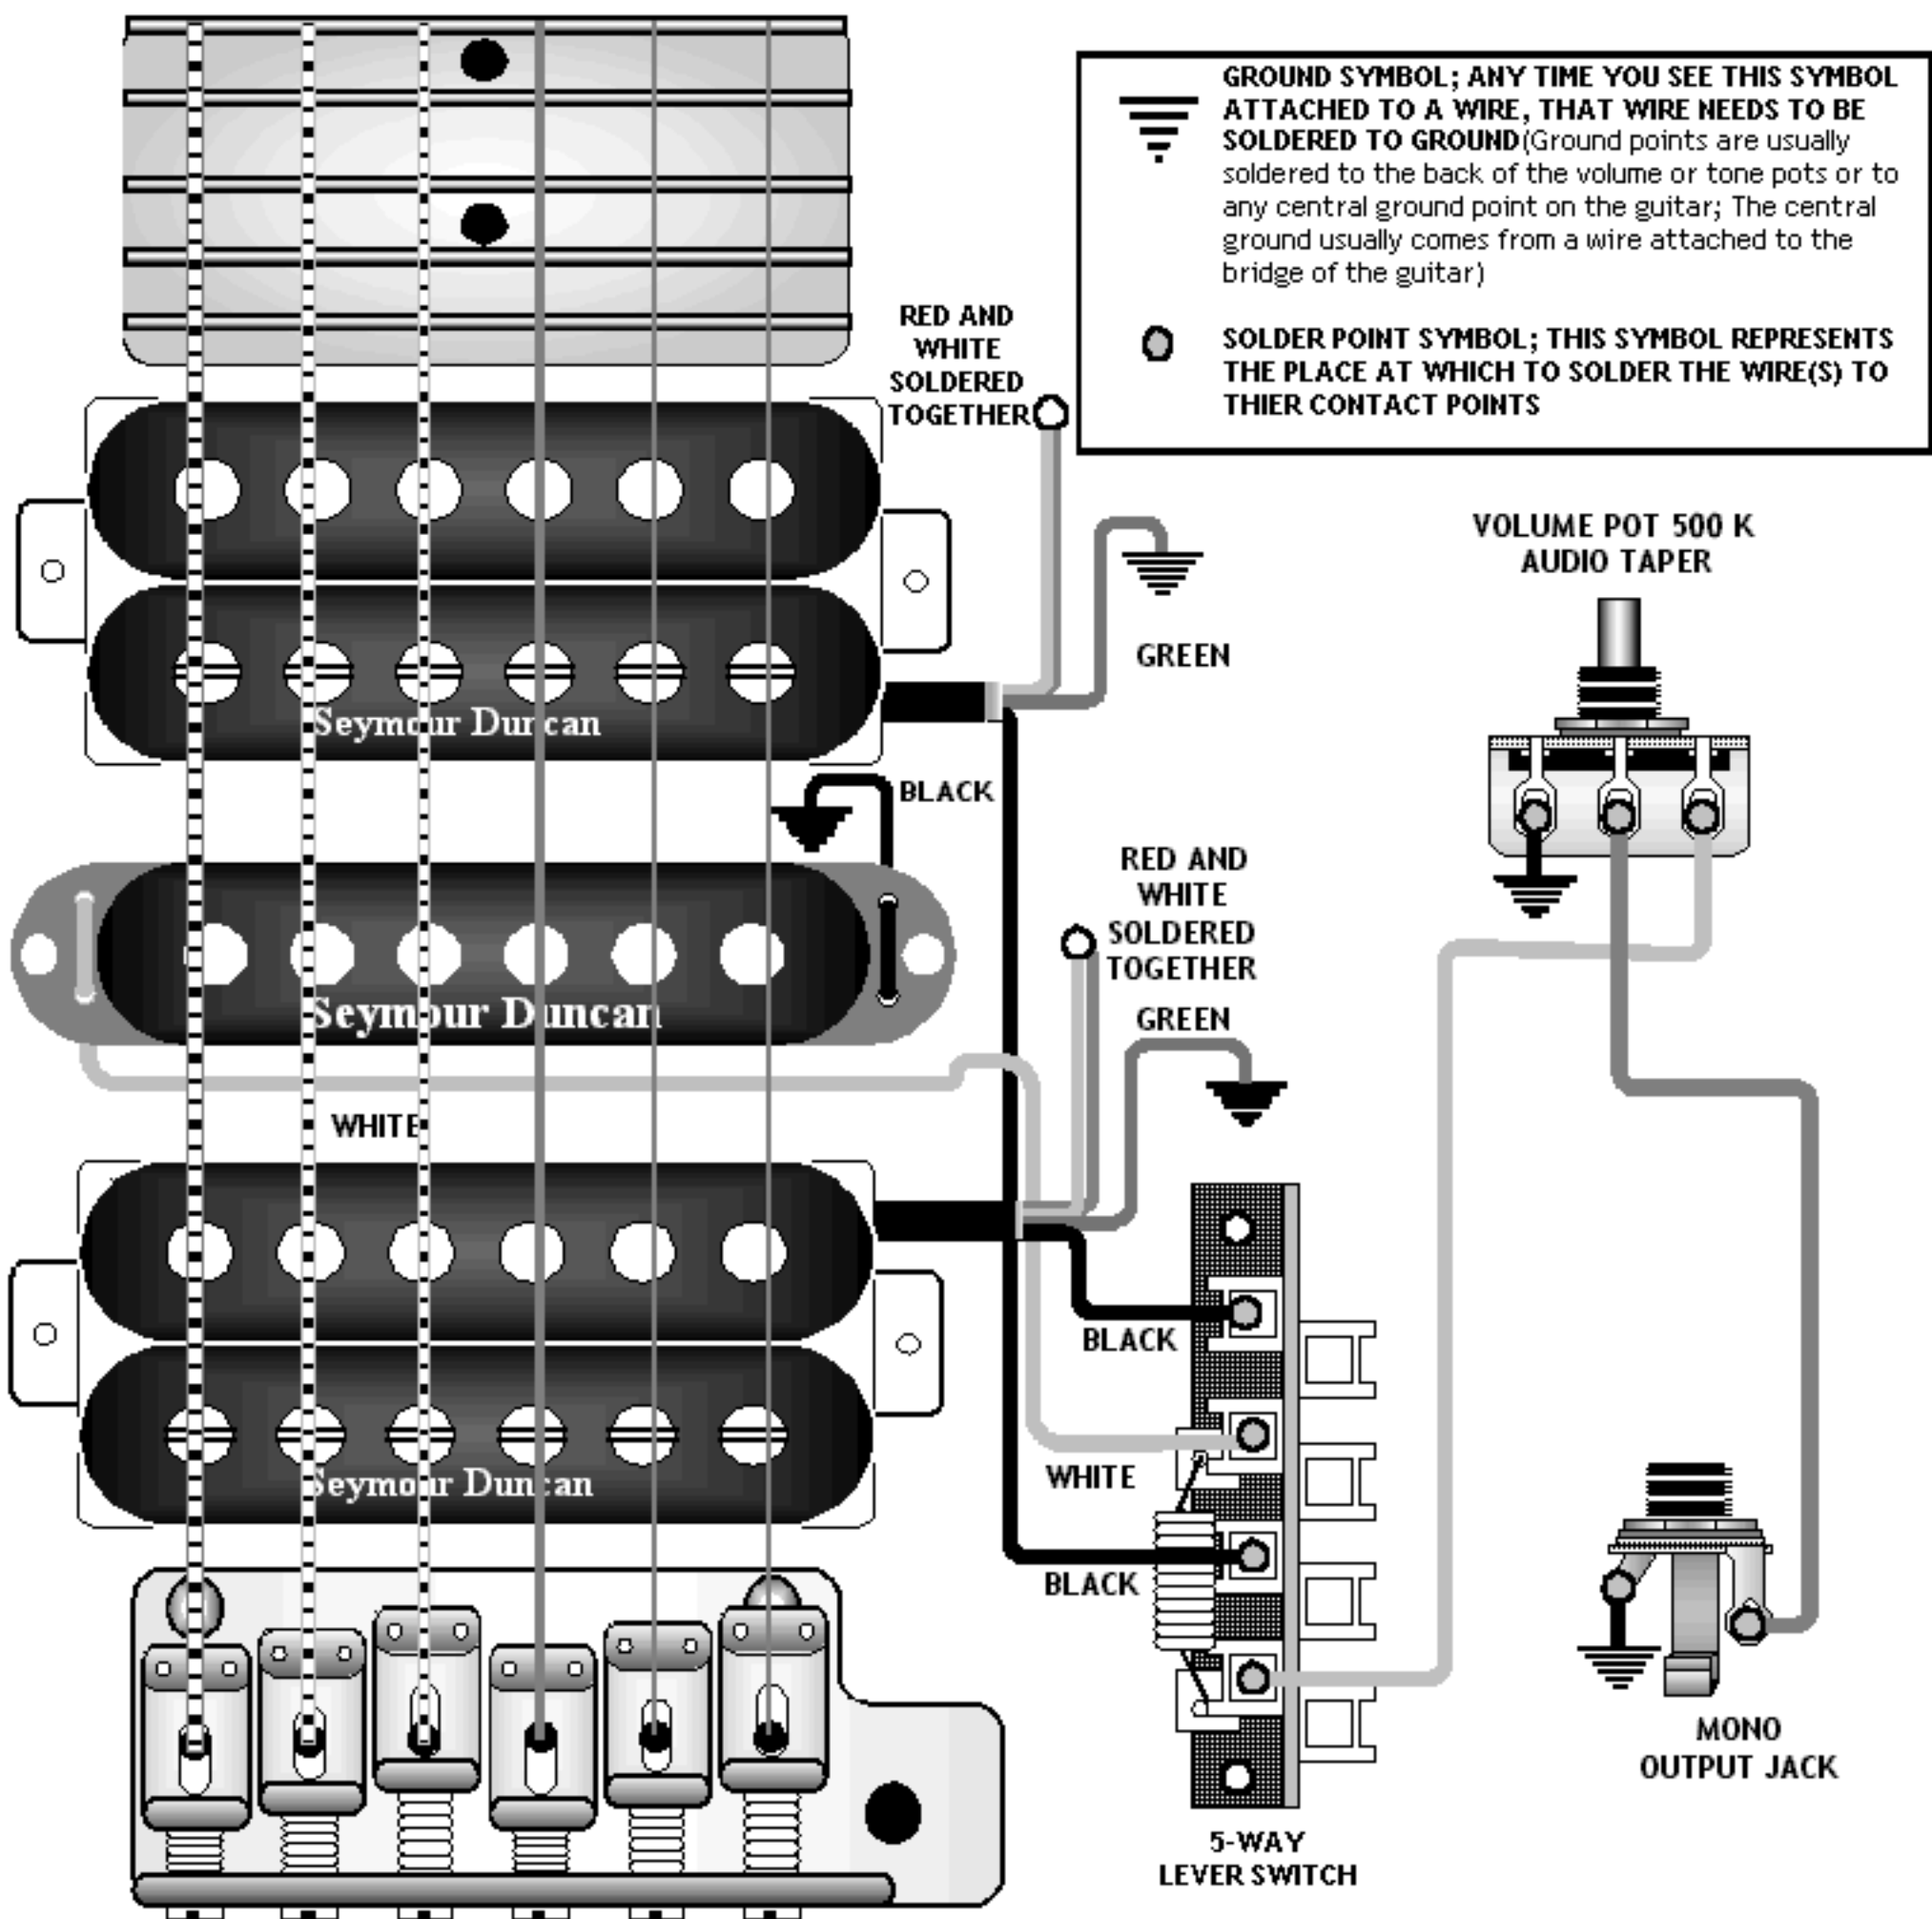 GROUND SYMBOL; ANY TIME YOU SEE THIS SYMBOL
ATTACHED TO A WIRE, THAT WIRE NEEDS TO BE
SOLDERED TO GROUND(Ground points are usually
soldered to the back of the volume or tone pots or to
any central ground point on the guitar; The central
ground usually comes from a wire attached to the
bridge of the guitar)
SOLDER POINT SYMBOL; THIS SYMBOL REPRESENTS
THE PLACE AT WHICH TO SOLDER THE WIRE(S) TO
THIER CONTACT POINTS
RED AND
WHITE
SOLDERED
TOGETHER
VOLUME POT 500 K
AUDIO TAPER
GREEN
Seymour Duncan
BLACK
RED AND
WHITE
SOLDERED
TOGETHER
GREEN
Seymour Duncan
WHITE
BLACK
Seymour Duncan
WHITE
BLACK
MONO
OUTPUT JACK
5-WAY
LEVER SWITCH